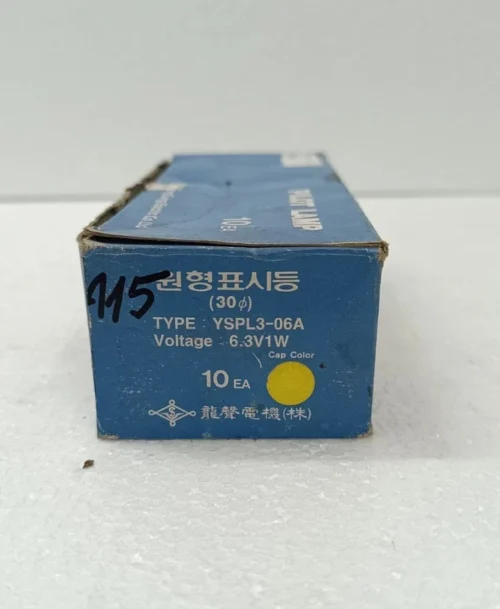 PILOT LAMP
10 EA
115
원형표시등
(30φ)
TYPE : YSPL3-06A
Voltage : 6.3V1W
Cap Color
10 EA
龍聲電機(株)